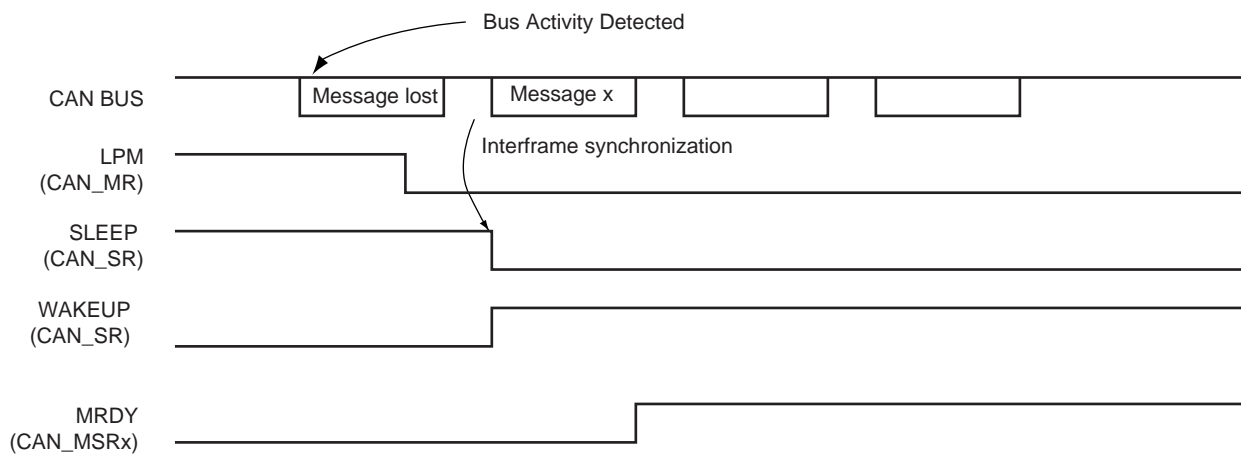 Bus Activity Detected
CAN BUS
Message lost
Message x
Interframe synchronization
LPM
(CAN_MR)
SLEEP
(CAN_SR)
WAKEUP
(CAN_SR)
MRDY
(CAN_MSRx)